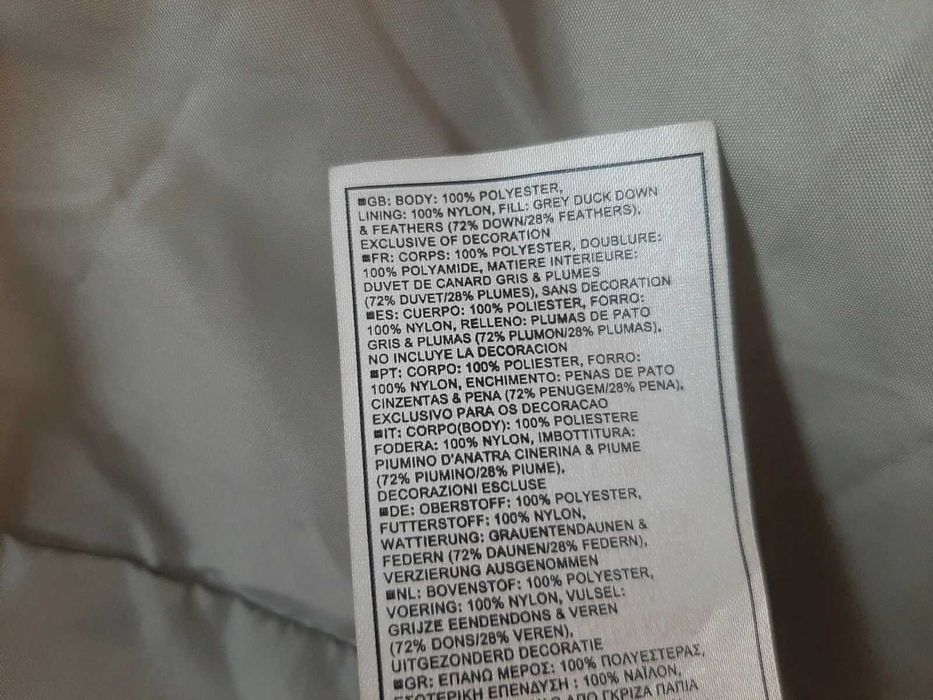 ■GB: BODY: 100% POLYESTER,
LINING: 100% NYLON, FILL: GREY DUCK DOWN
& FEATHERS (72% DOWN/28% FEATHERS),
EXCLUSIVE OF DECORATION
■FR: CORPS: 100% POLYESTER, DOUBLURE:
100% POLYAMIDE, MATIERE INTERIEURE:
DUVET DE CANARD GRIS & PLUMES
(72% DUVET/28% PLUMES), SANS DECORATION
■ES: CUERPO: 100% POLIESTER, FORRO:
100% NYLON, RELLENO: PLUMAS DE PATO
GRIS & PLUMAS (72% PLUMON/28% PLUMAS),
NO INCLUYE LA DECORACION
■PT: CORPO: 100% POLIESTER, FORRO:
100% NYLON, ENCHIMENTO: PENAS DE PATO
CINZENTAS & PENA (72% PENUGEM/28% PENA),
EXCLUSIVO PARA OS DECORACAO
■IT: CORPO(BODY): 100% POLIESTERE
FODERA: 100% NYLON, IMBOTTITURA:
PIUMINO D'ANATRA CINERINA & PIUME
(72% PIUMINO/28% PIUME),
DECORAZIONI ESCLUSE
■DE: OBERSTOFF: 100% POLYESTER,
FUTTERSTOFF: 100% NYLON,
WATTIERUNG: GRAUENTENDAUNEN &
FEDERN (72% DAUNEN/28% FEDERN),
VERZIERUNG AUSGENOMMEN
■NL: BOVENSTOF: 100% POLYESTER,
VOERING: 100% NYLON, VULSEL:
GRIJZE EENDENDONS & VEREN
(72% DONS/28% VEREN),
UITGEZONDERD DECORATIE
■GR: ΕΠΑΝΩ ΜΕΡΟΣ: 100% ΠΟΛΥΕΣΤΕΡΑΣ,
ΕΣΩΤΕΡΙΚΗ ΕΠΕΝΔΥΣΗ : 100% ΝΑΪΛΟΝ,
ΑΠΟ ΓΚΡΙΖΑ ΠΑΠΙΑ